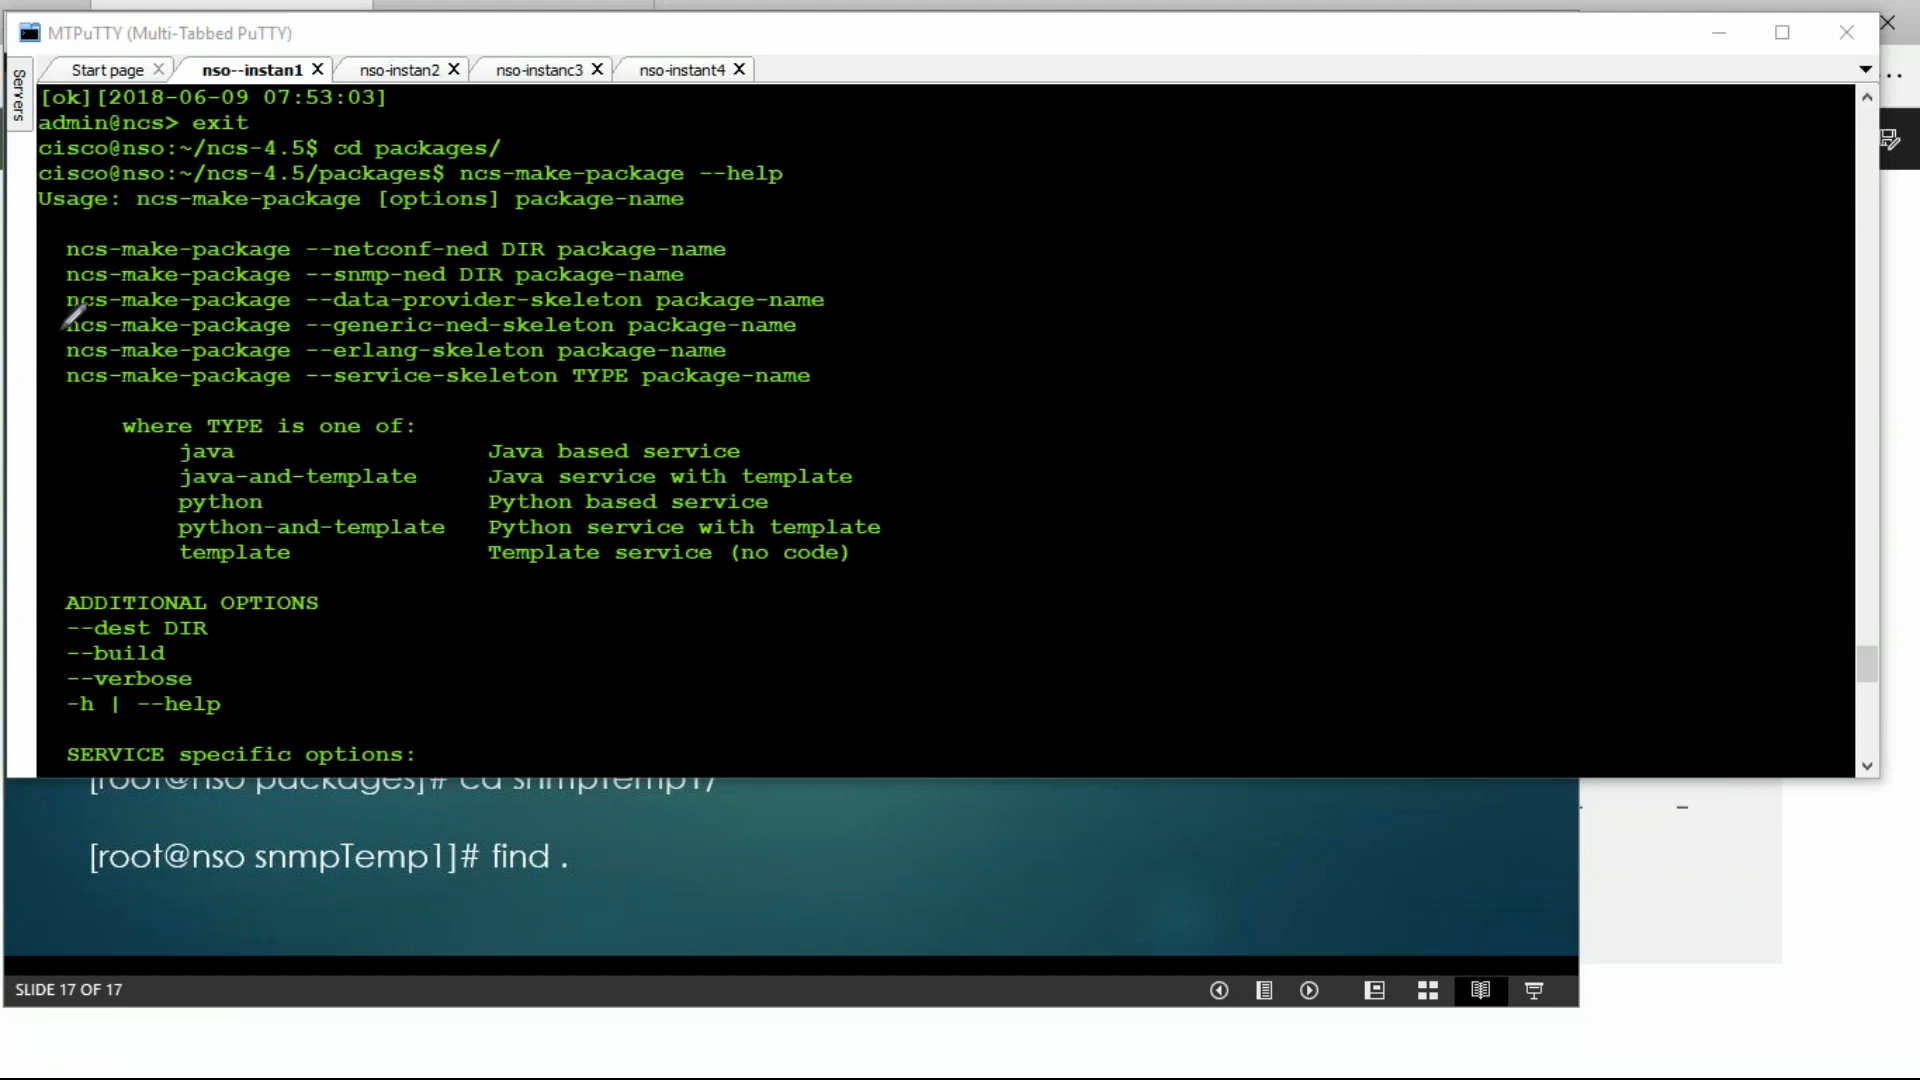 MTPuTTY (Multi-Tabbed PuTTY)
Servers
Start page nso--instan1 nso-instan2 nso-instanc3 nso-instant4
[ok][2018-06-09 07:53:03]
admin@ncs> exit
cisco@nso:~/ncs-4.5$ cd packages/
cisco@nso:~/ncs-4.5/packages$ ncs-make-package --help
Usage: ncs-make-package [options] package-name
ncs-make-package --netconf-ned DIR package-name
ncs-make-package --snmp-ned DIR package-name
ncs-make-package --data-provider-skeleton package-name
ncs-make-package --generic-ned-skeleton package-name
ncs-make-package --erlang-skeleton package-name
ncs-make-package --service-skeleton TYPE package-name
where TYPE is one of:
java Java based service
java-and-template Java service with template
python Python based service
python-and-template Python service with template
template Template service (no code)
ADDITIONAL OPTIONS
--dest DIR
--build
--verbose
-h | --help
SERVICE specific options:
[root@nso packages]# cd snmpTemp1/
[root@nso snmpTemp1]# find .
SLIDE 17 OF 17